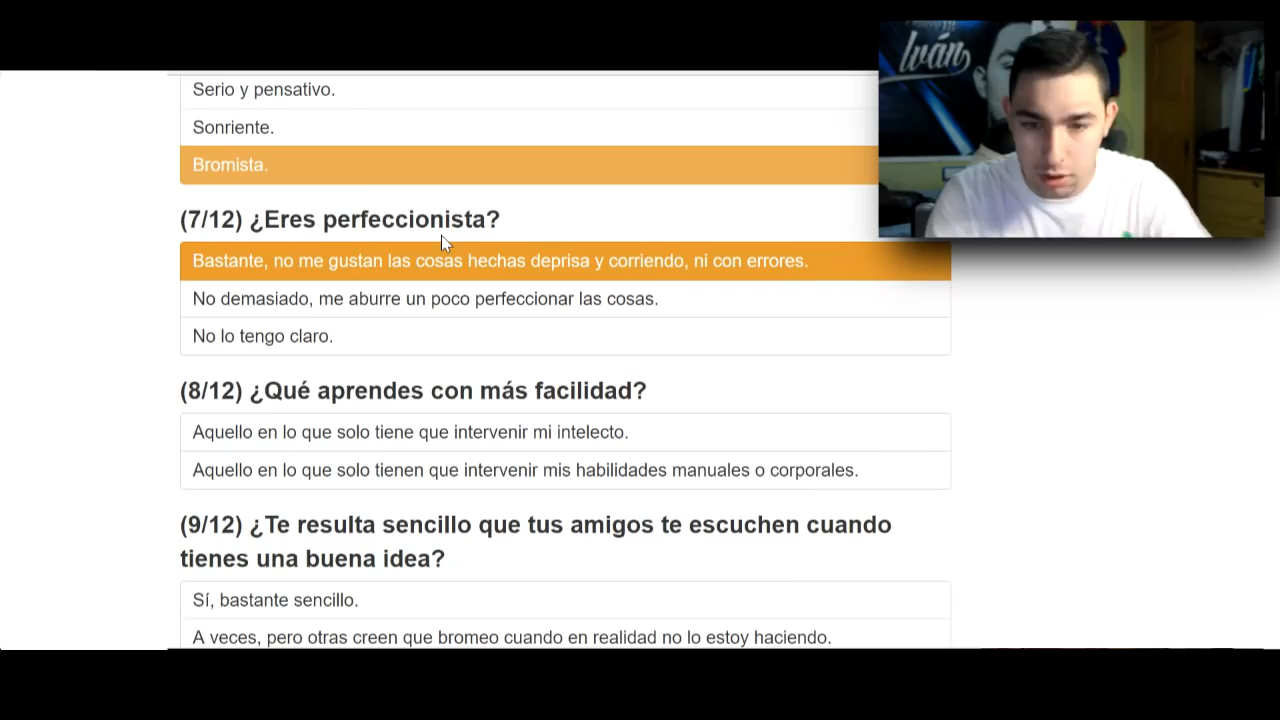 Serio y pensativo.
Sonriente.
Bromista.
(7/12) ¿Eres perfeccionista?
Bastante, no me gustan las cosas hechas deprisa y corriendo, ni con errores.
No demasiado, me aburre un poco perfeccionar las cosas.
No lo tengo claro.
(8/12) ¿Qué aprendes con más facilidad?
Aquello en lo que solo tiene que intervenir mi intelecto.
Aquello en lo que solo tienen que intervenir mis habilidades manuales o corporales.
(9/12) ¿Te resulta sencillo que tus amigos te escuchen cuando
tienes una buena idea?
Sí, bastante sencillo.
A veces, pero otras creen que bromeo cuando en realidad no lo estoy haciendo.
Iván